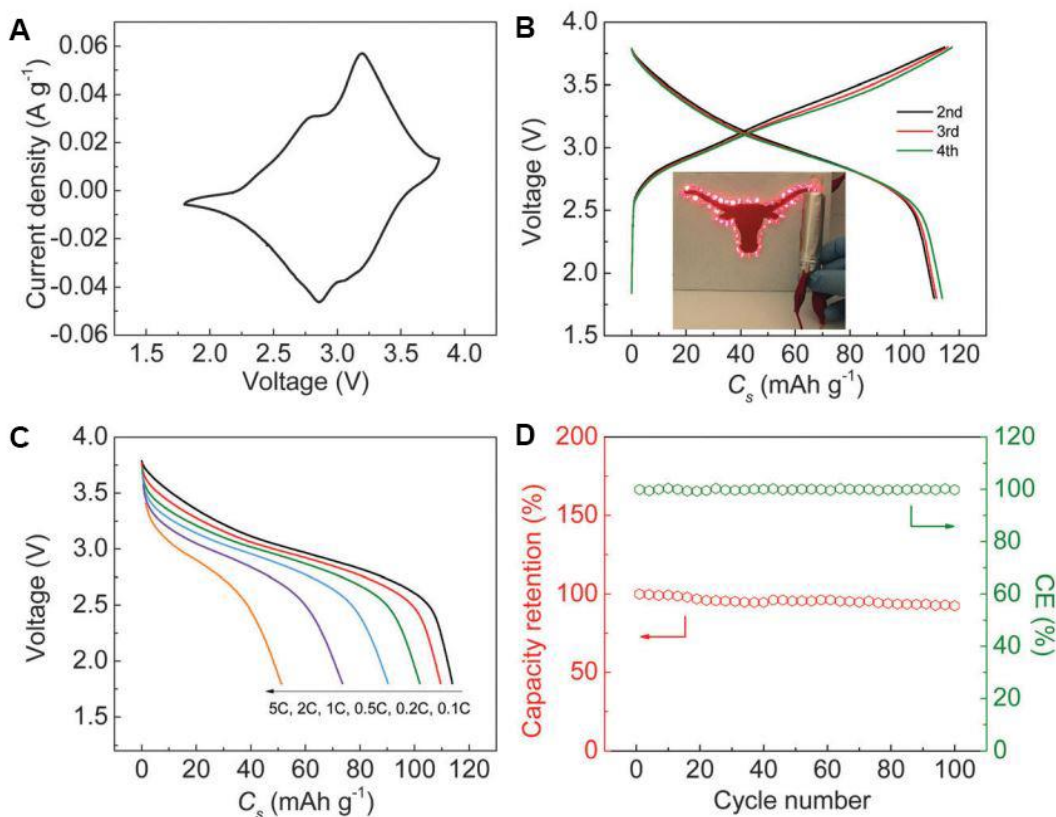 A
Current density (A g⁻¹)
0.06
0.04
0.02
0.00
-0.02
-0.04
-0.06
1.5 2.0 2.5 3.0 3.5 4.0
Voltage (V)
B
Voltage (V)
4.0
3.5
3.0
2.5
2.0
1.5
2nd
3rd
4th
0 20 40 60 80 100 120
Cₛ (mAh g⁻¹)
C
Voltage (V)
4.0
3.5
3.0
2.5
2.0
1.5
5C, 2C, 1C, 0.5C, 0.2C, 0.1C
0 20 40 60 80 100 120
Cₛ (mAh g⁻¹)
D
Capacity retention (%)
200
150
100
50
0
120
100
80
60
40
20
0
CE (%)
0 20 40 60 80 100
Cycle number